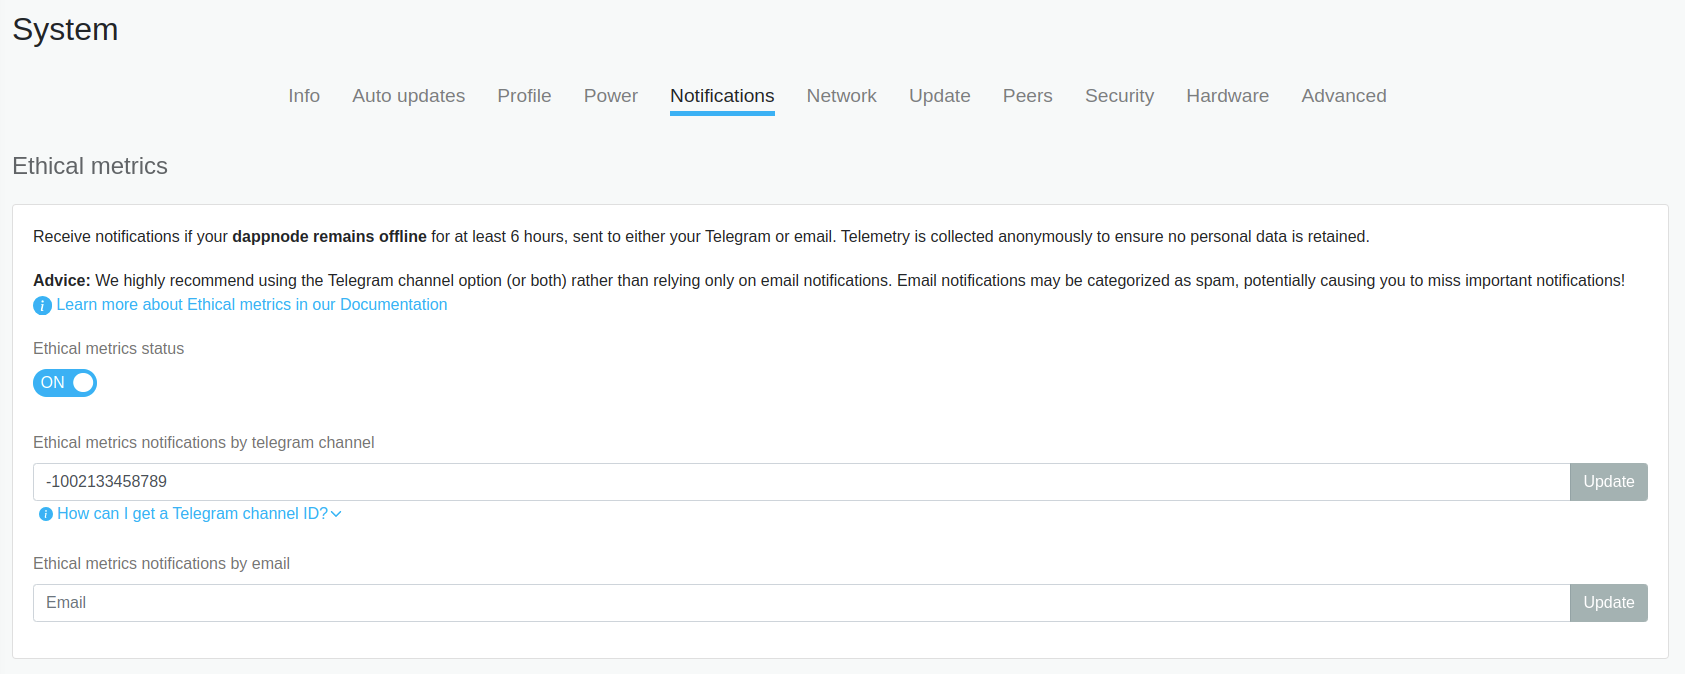 System
Info Auto updates Profile Power Notifications Network Update Peers Security Hardware Advanced
Ethical metrics
Receive notifications if your dappnode remains offline for at least 6 hours, sent to either your Telegram or email. Telemetry is collected anonymously to ensure no personal data is retained.
Advice: We highly recommend using the Telegram channel option (or both) rather than relying only on email notifications. Email notifications may be categorized as spam, potentially causing you to miss important notifications!
Learn more about Ethical metrics in our Documentation
Ethical metrics status
ON
Ethical metrics notifications by telegram channel
-1002133458789 Update
How can I get a Telegram channel ID?
Ethical metrics notifications by email
Email Update